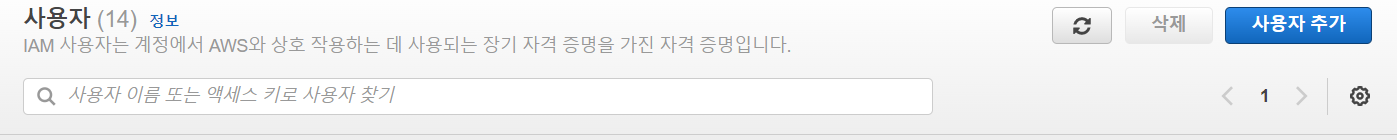 사용자 (14) 정보
IAM 사용자는 계정에서 AWS와 상호 작용하는 데 사용되는 장기 자격 증명을 가진 자격 증명입니다.
삭제
사용자 추가
사용자 이름 또는 액세스 키로 사용자 찾기
1